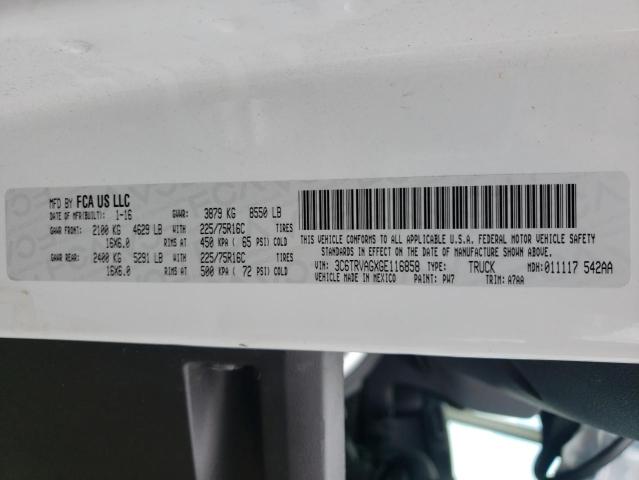 MFD BY FCA US LLC
DATE OF MFR(BUILT): 1-16 GVWR: 3879 KG 8550 LB
GAWR FRONT: 2100 KG 4629 LB WITH 225/75R16C TIRES
16X6.0 RIMS AT 450 KPA ( 65 PSI) COLD
GAWR REAR: 2400 KG 5291 LB WITH 225/75R16C TIRES
16X6.0 RIMS AT 500 KPA ( 72 PSI) COLD
THIS VEHICLE CONFORMS TO ALL APPLICABLE U.S.A. FEDERAL MOTOR VEHICLE SAFETY
STANDARDS IN EFFECT ON THE DATE OF MANUFACTURE SHOWN ABOVE.
VIN: 3C6TRVAGXGE116858 TYPE: TRUCK MDH: 011117 542AA
VEHICLE MADE IN MEXICO PAINT: PW7 TRIM: A7AA